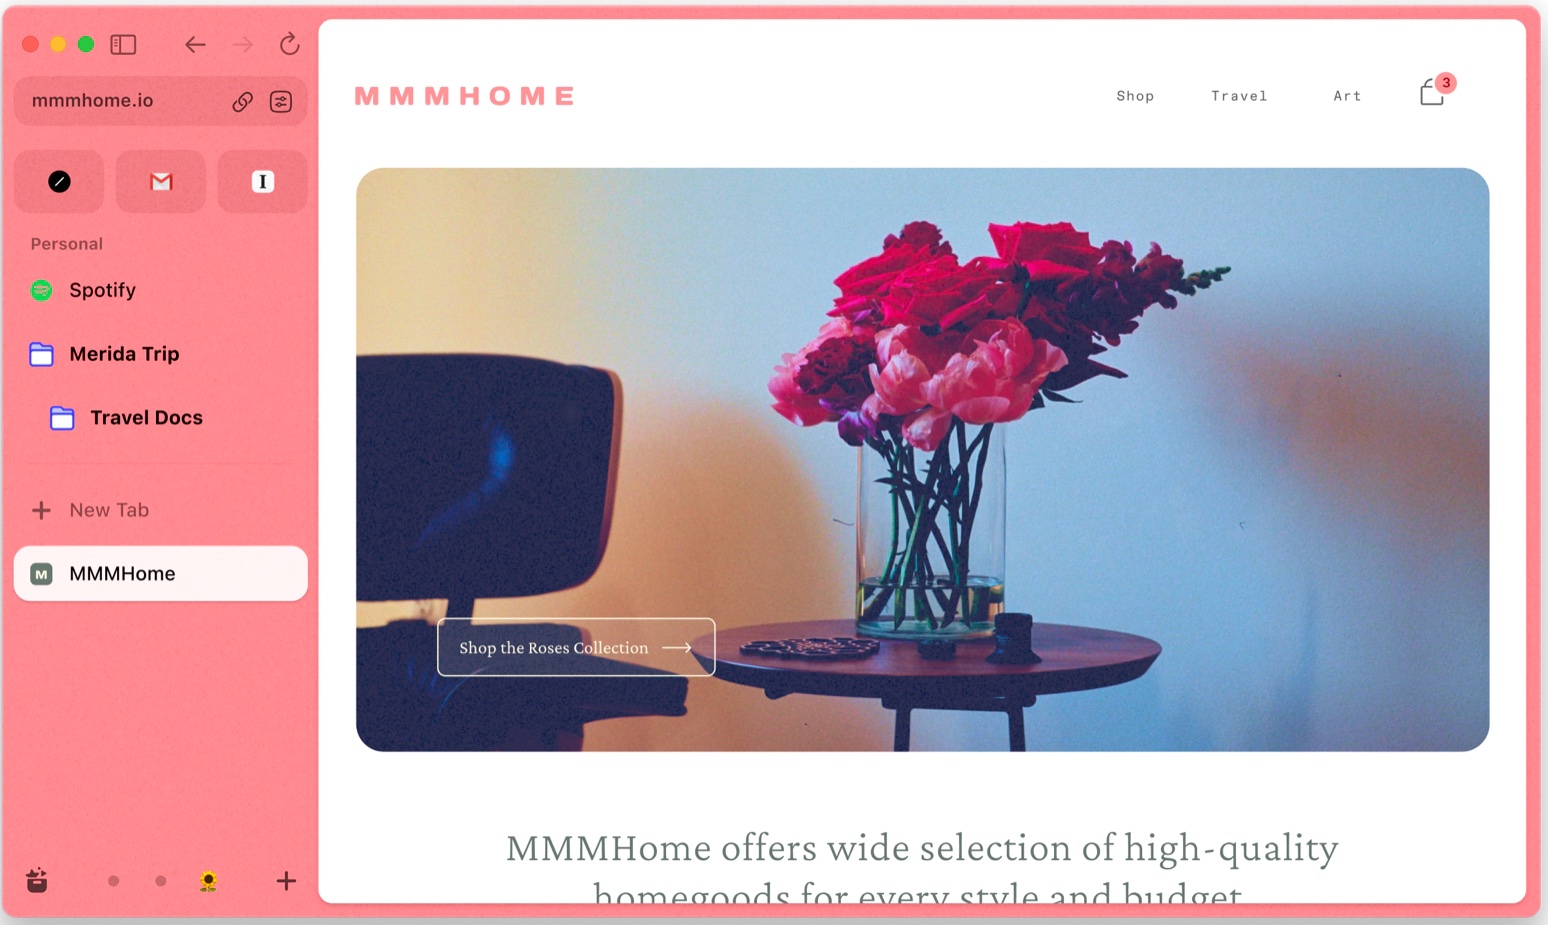 mmmhome.io
I
Personal
Spotify
Merida Trip
Travel Docs
New Tab
M MMMHome
MMMHOME
Shop Travel Art 3
Shop the Roses Collection
MMMHome offers wide selection of high-quality
homegoods for every style and budget